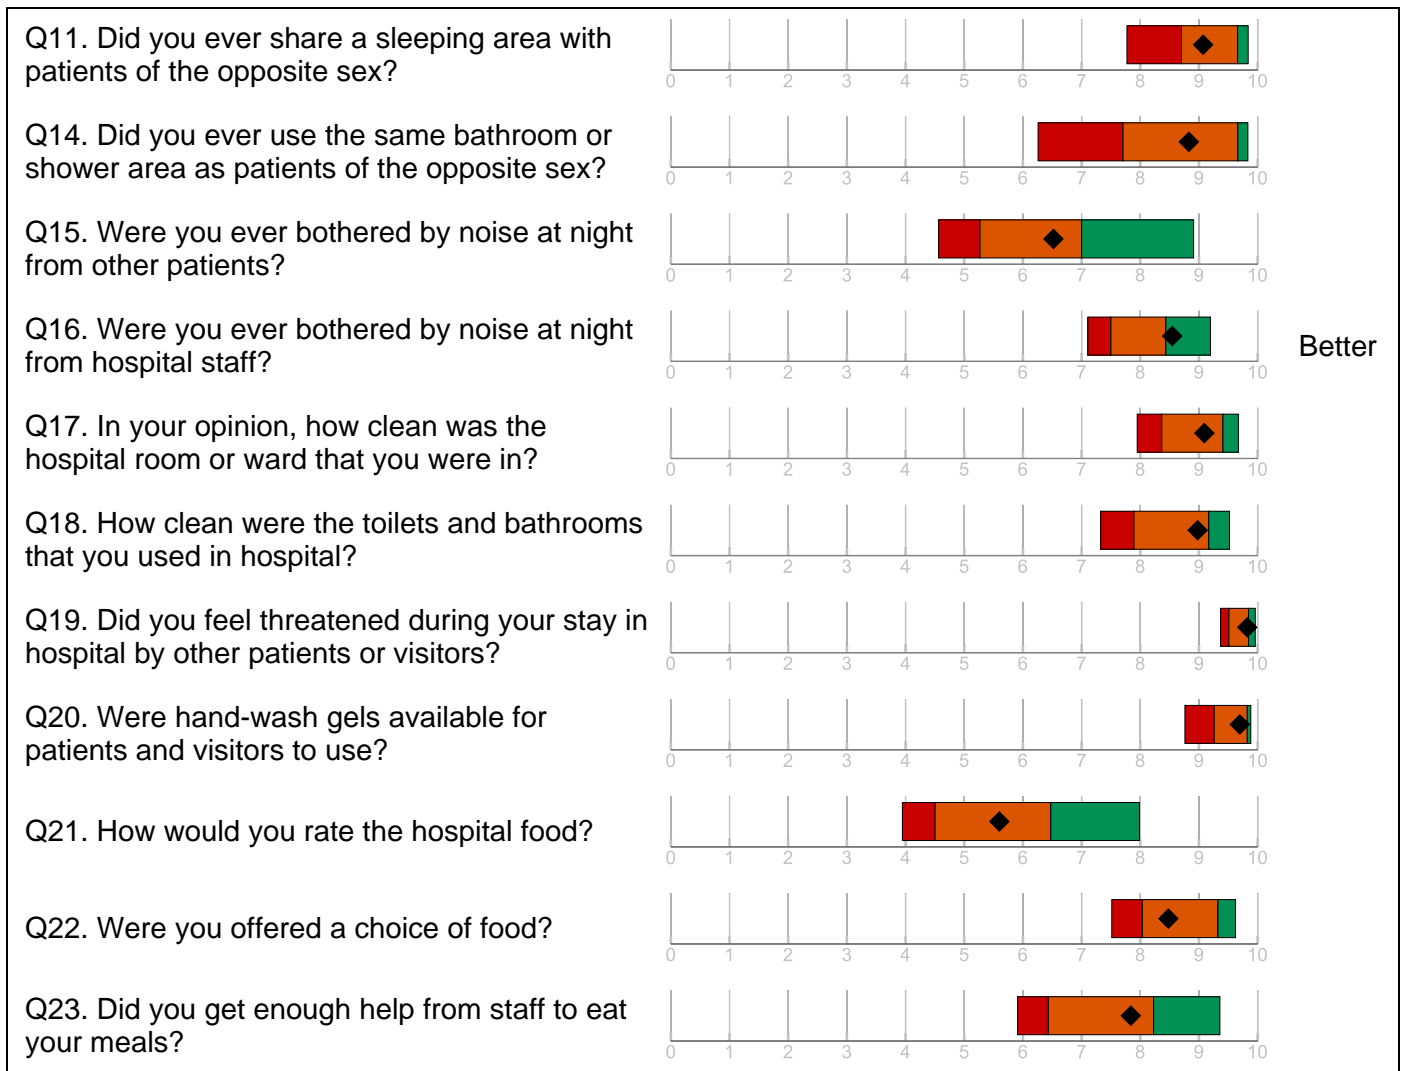 Q11. Did you ever share a sleeping area with
patients of the opposite sex?
0 1 2 3 4 5 6 7 8 9 10
Q14. Did you ever use the same bathroom or
shower area as patients of the opposite sex?
0 1 2 3 4 5 6 7 8 9 10
Q15. Were you ever bothered by noise at night
from other patients?
0 1 2 3 4 5 6 7 8 9 10
Q16. Were you ever bothered by noise at night
from hospital staff?
Better
0 1 2 3 4 5 6 7 8 9 10
Q17. In your opinion, how clean was the
hospital room or ward that you were in?
0 1 2 3 4 5 6 7 8 9 10
Q18. How clean were the toilets and bathrooms
that you used in hospital?
0 1 2 3 4 5 6 7 8 9 10
Q19. Did you feel threatened during your stay in
hospital by other patients or visitors?
0 1 2 3 4 5 6 7 8 9 10
Q20. Were hand-wash gels available for
patients and visitors to use?
0 1 2 3 4 5 6 7 8 9 10
Q21. How would you rate the hospital food?
0 1 2 3 4 5 6 7 8 9 10
Q22. Were you offered a choice of food?
0 1 2 3 4 5 6 7 8 9 10
Q23. Did you get enough help from staff to eat
your meals?
0 1 2 3 4 5 6 7 8 9 10